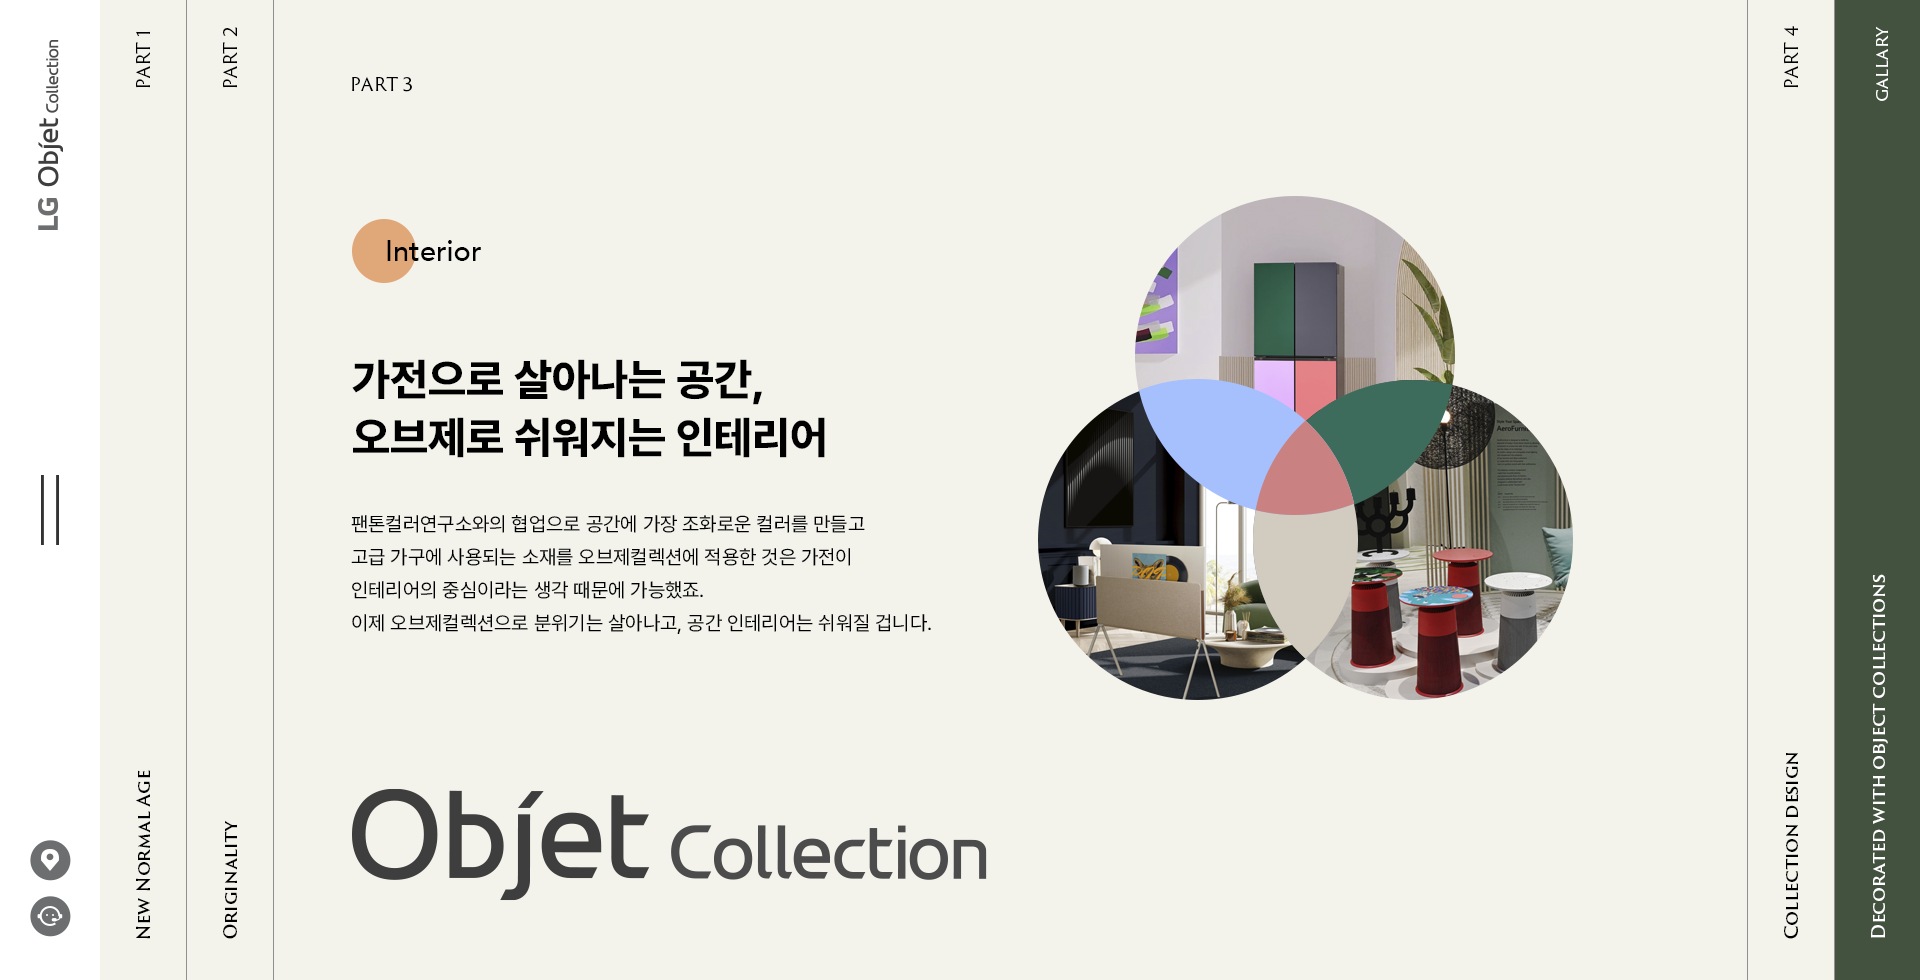 LG Objet Collection
PART 1
NEW NORMAL AGE
PART 2
ORIGINALITY
PART 3
Interior
가전으로 살아나는 공간,
오브제로 쉬워지는 인테리어
팬톤컬러연구소와의 협업으로 공간에 가장 조화로운 컬러를 만들고
고급 가구에 사용되는 소재를 오브제컬렉션에 적용한 것은 가전이
인테리어의 중심이라는 생각 때문에 가능했죠.
이제 오브제컬렉션으로 분위기는 살아나고, 공간 인테리어는 쉬워질 겁니다.
Objet Collection
PART 4
COLLECTION DESIGN
GALLARY
DECORATED WITH OBJECT COLLECTIONS